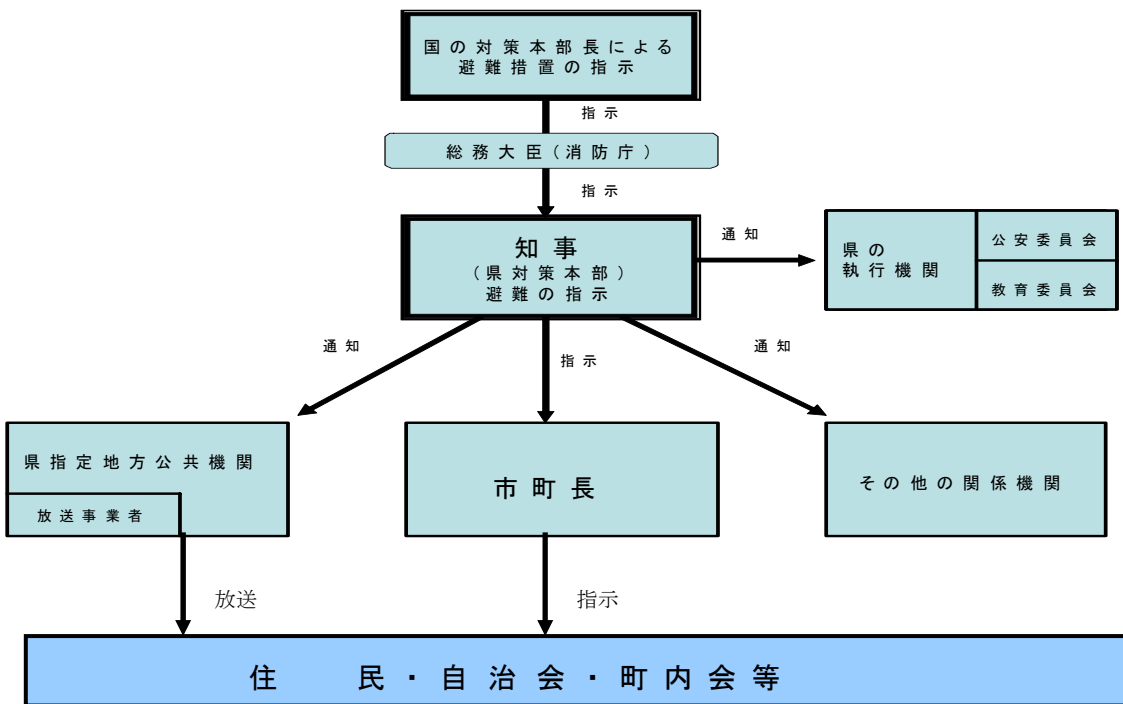 国の対策本部長による
避難措置の指示
指示
総務大臣(消防庁)
指示
知事
(県対策本部)
避難の指示
通知
県の
執行機関
公安委員会
教育委員会
通知
指示
通知
県指定地方公共機関
放送事業者
市町長
その他の関係機関
放送
指示
住 民・自治会・町内会等